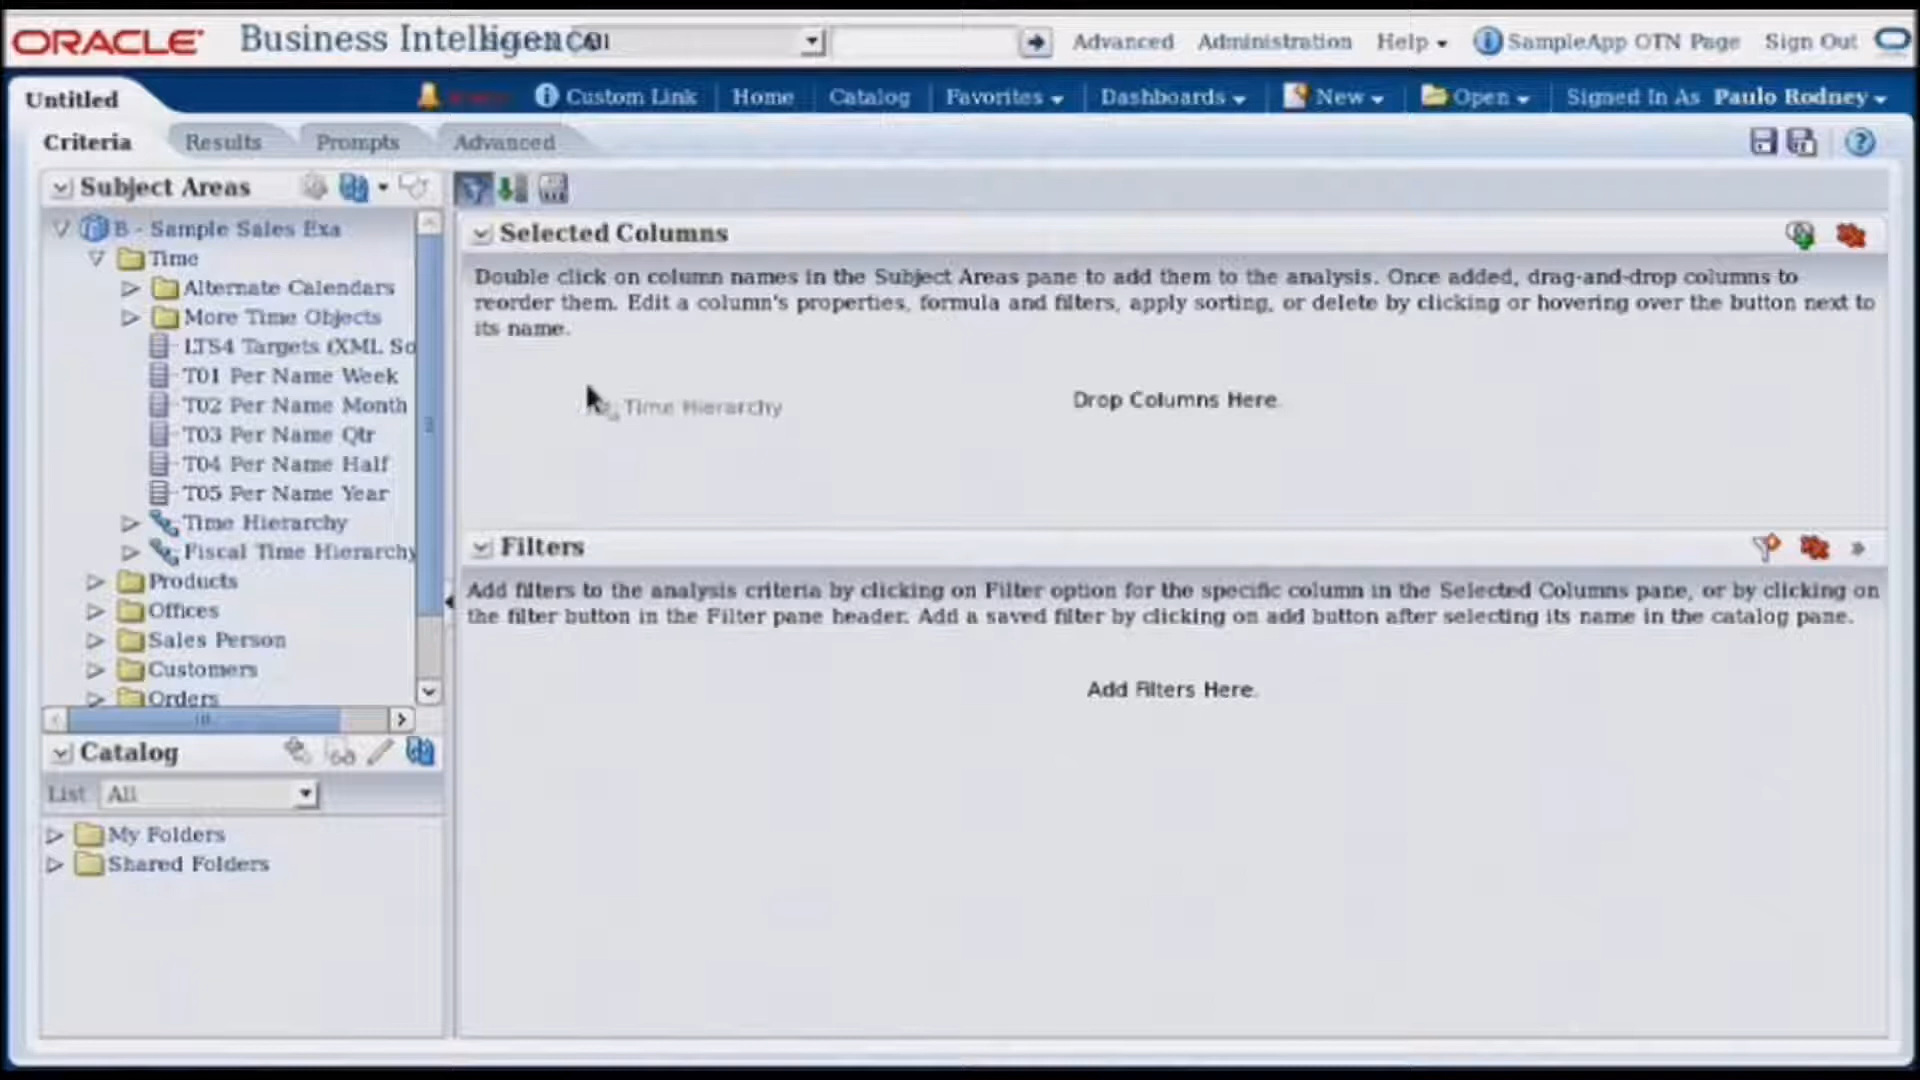 ORACLE Business Intelligence
Advanced Administration Help SampleApp OTN Page Sign Out
Untitled
Custom Link Home Catalog Favorites Dashboards New Open Signed In As Paulo Rodney
Criteria Results Prompts Advanced
Subject Areas
B - Sample Sales Exa
Time
Alternate Calendars
More Time Objects
LTS4 Targets (XML So
T01 Per Name Week
T02 Per Name Month
T03 Per Name Qtr
T04 Per Name Half
T05 Per Name Year
Time Hierarchy
Fiscal Time Hierarchy
Products
Offices
Sales Person
Customers
Orders
Catalog
List All
My Folders
Shared Folders
Selected Columns
Double click on column names in the Subject Areas pane to add them to the analysis. Once added, drag-and-drop columns to
reorder them. Edit a column's properties, formula and filters, apply sorting, or delete by clicking or hovering over the button next to
its name.
Time Hierarchy
Drop Columns Here.
Filters
Add filters to the analysis criteria by clicking on Filter option for the specific column in the Selected Columns pane, or by clicking on
the filter button in the Filter pane header. Add a saved filter by clicking on add button after selecting its name in the catalog pane.
Add Filters Here.